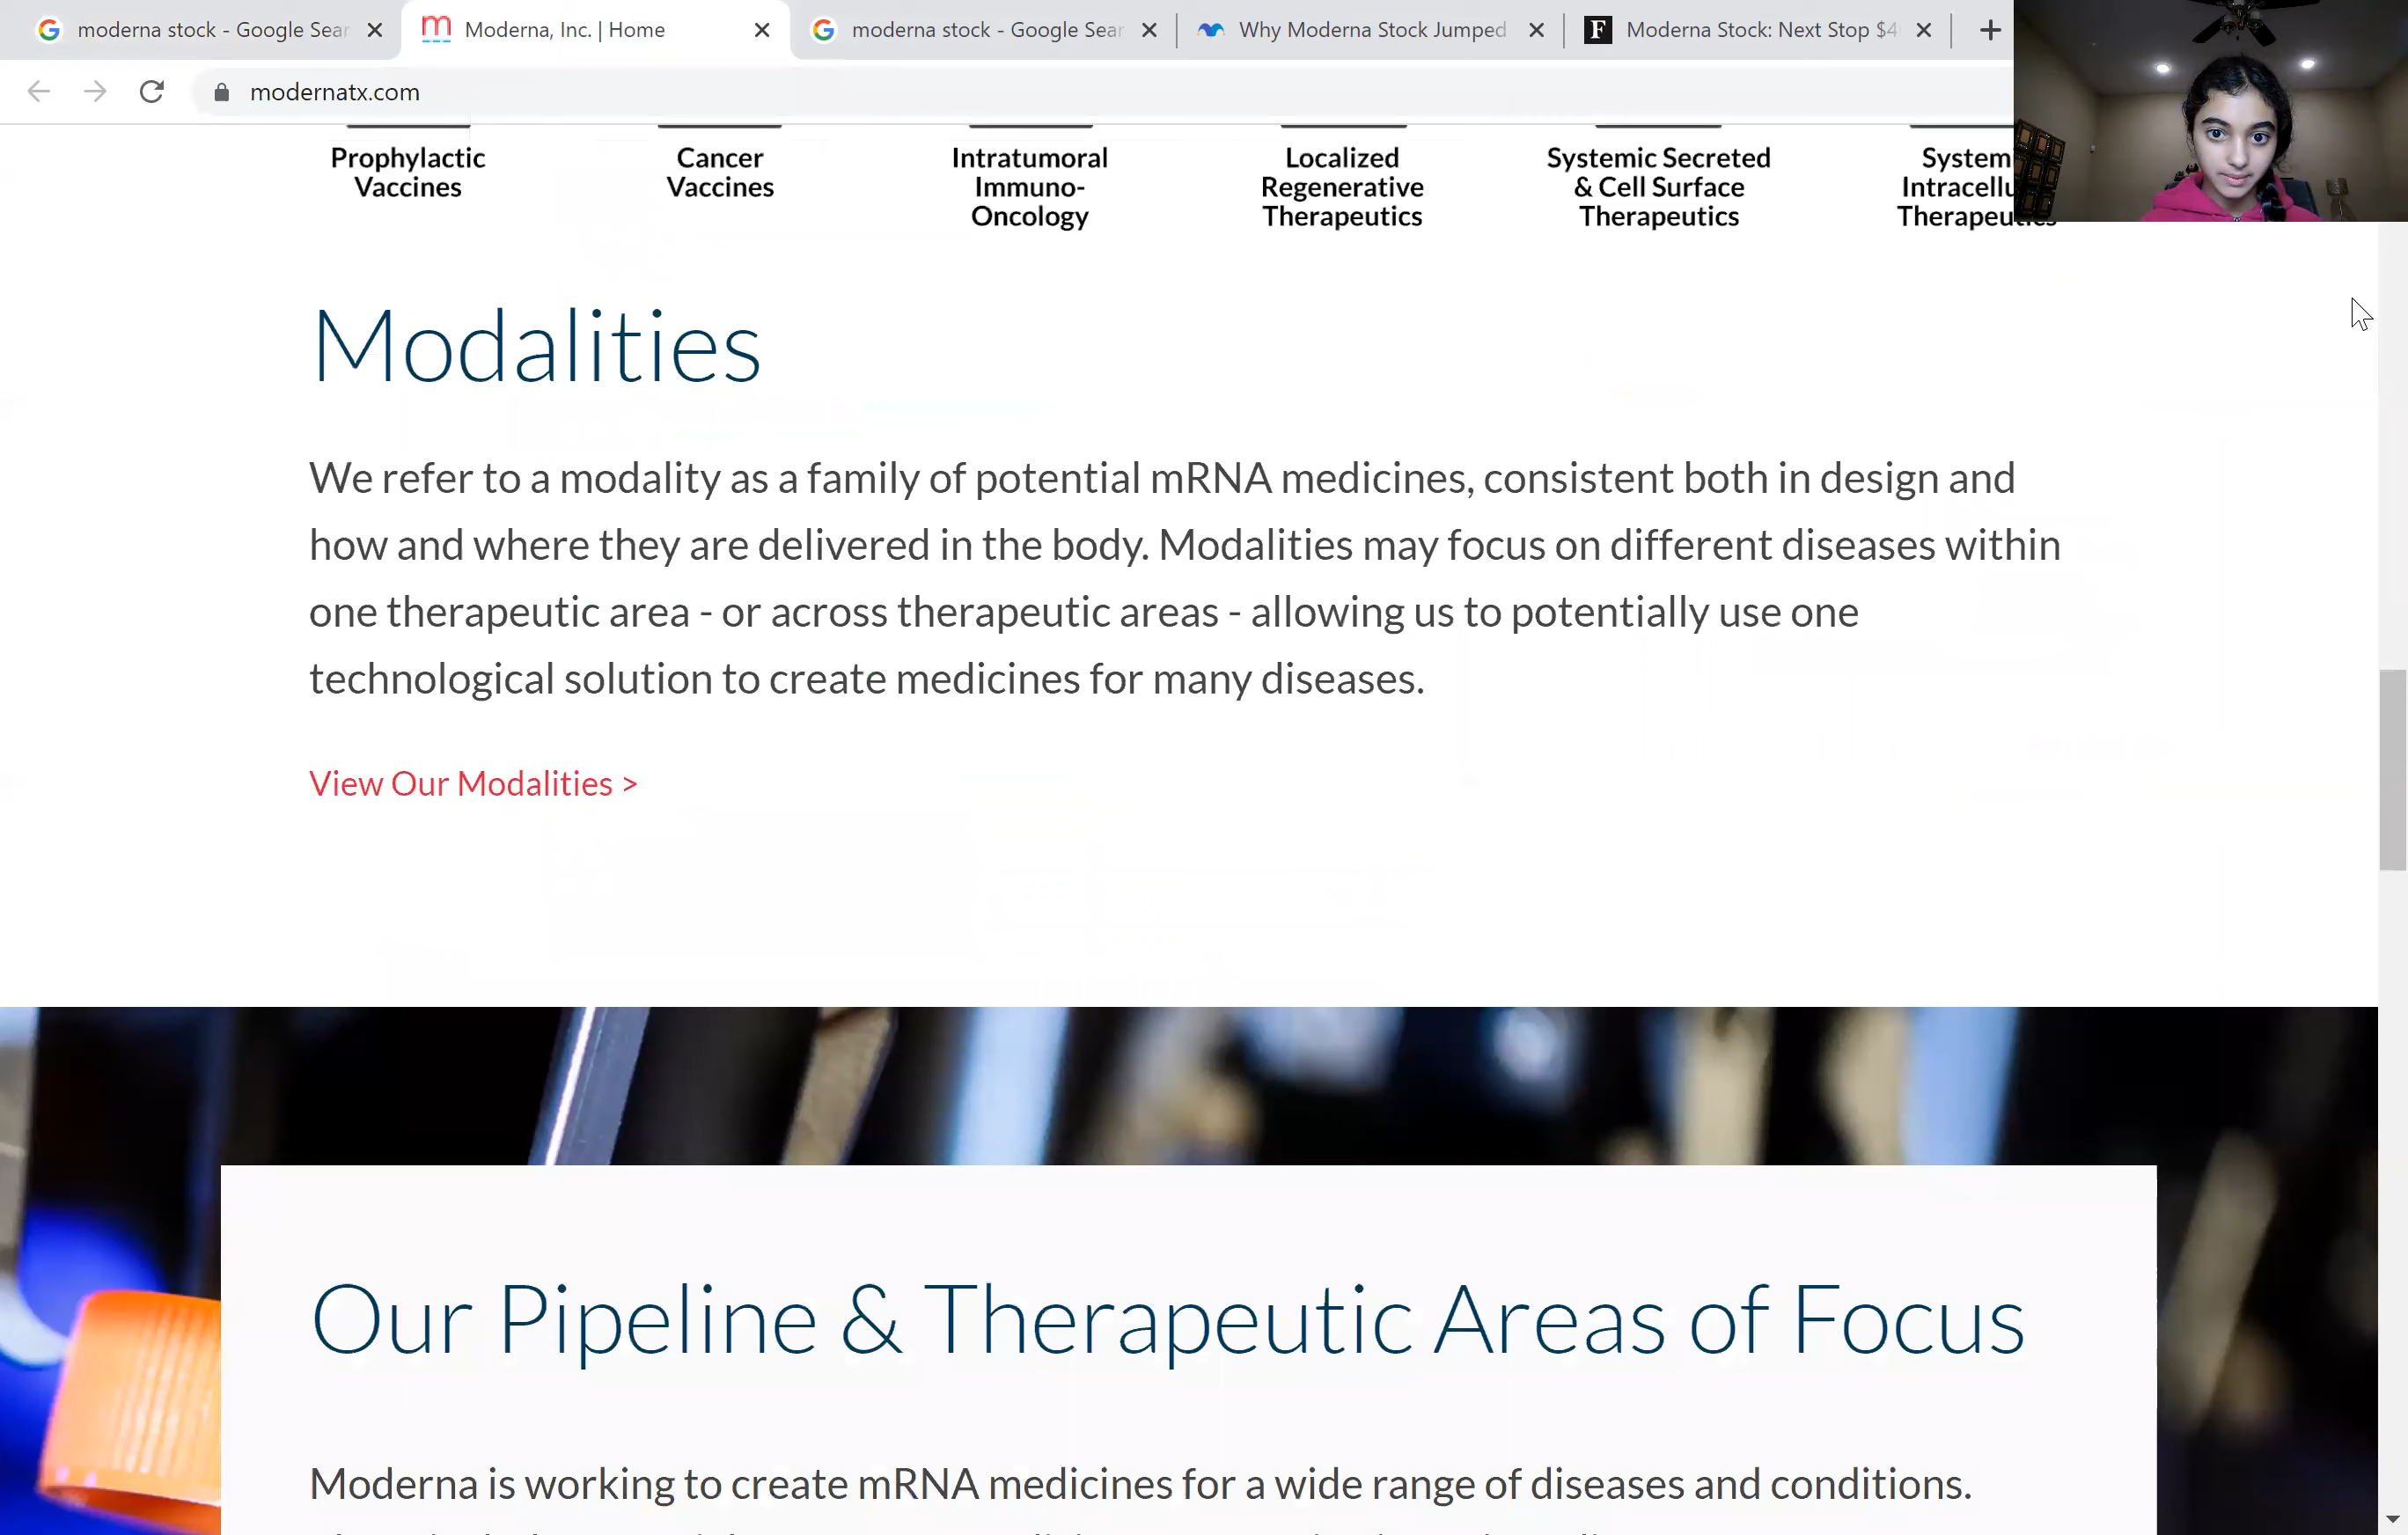 moderna stock - Google Sear
Moderna, Inc. | Home
moderna stock - Google Sear
Why Moderna Stock Jumped
Moderna Stock: Next Stop $4
modernatx.com
Prophylactic
Vaccines
Cancer
Vaccines
Intratumoral
Immuno-
Oncology
Localized
Regenerative
Therapeutics
Systemic Secreted
& Cell Surface
Therapeutics
System
Intracellu
Therapeutics
Modalities
We refer to a modality as a family of potential mRNA medicines, consistent both in design and
how and where they are delivered in the body. Modalities may focus on different diseases within
one therapeutic area - or across therapeutic areas - allowing us to potentially use one
technological solution to create medicines for many diseases.
View Our Modalities >
Our Pipeline & Therapeutic Areas of Focus
Moderna is working to create mRNA medicines for a wide range of diseases and conditions.